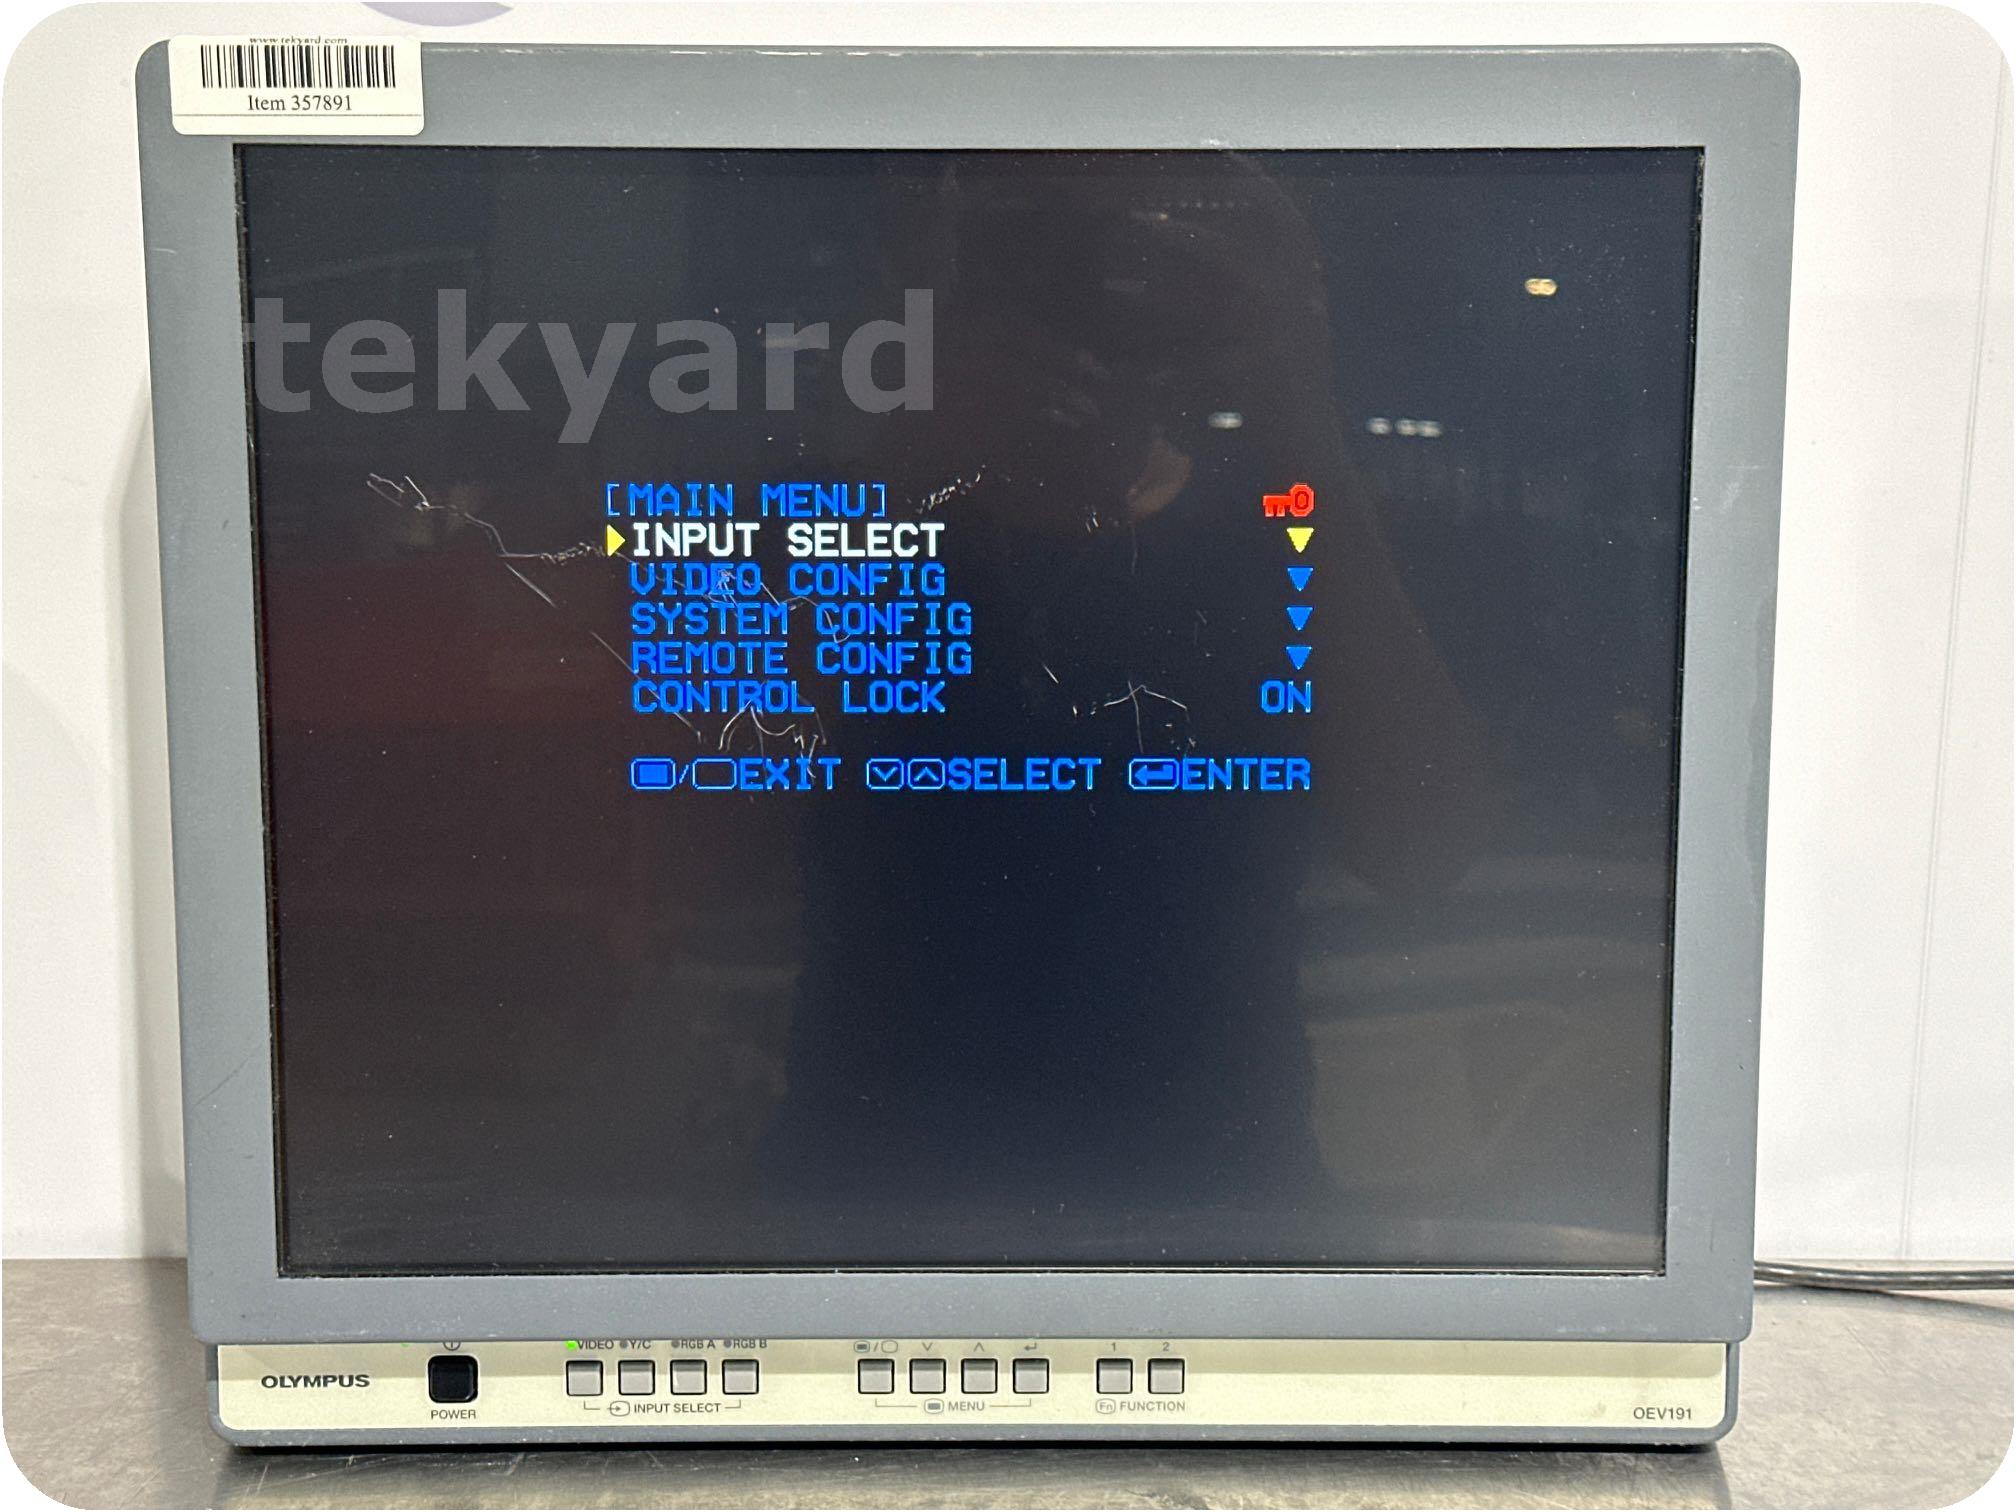 www.tekyard.com
Item 357891
tekyard
[MAIN MENU]
INPUT SELECT
VIDEO CONFIG
SYSTEM CONFIG
REMOTE CONFIG
CONTROL LOCK ON
/ EXIT SELECT ENTER
VIDEO Y/C RGB A RGB B / 1 2
OLYMPUS
POWER INPUT SELECT MENU Fn FUNCTION OEV191